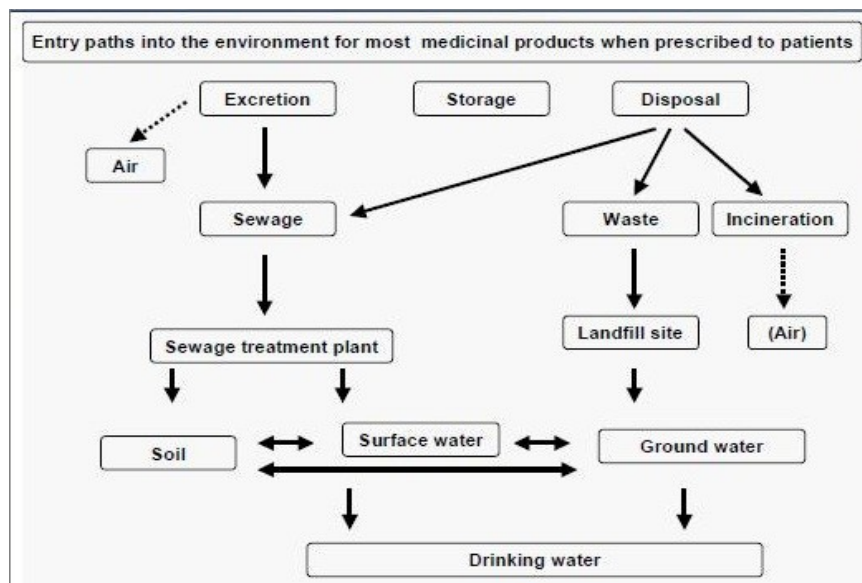 Entry paths into the environment for most medicinal products when prescribed to patients
Excretion
Storage
Disposal
Air
Sewage
Waste
Incineration
Sewage treatment plant
Landfill site
(Air)
Soil
Surface water
Ground water
Drinking water